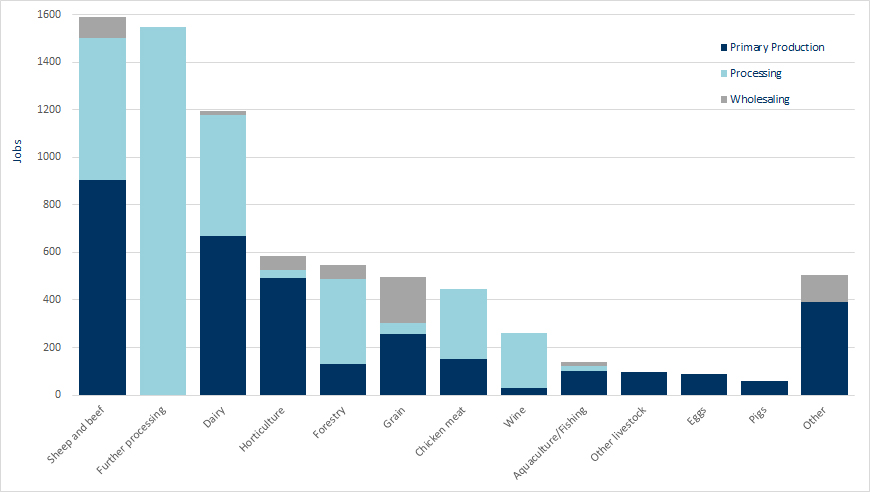 1600
1400
1200
1000
800
600
400
200
0
Jobs
Primary Production
Processing
Wholesaling
Sheep and beef
Further processing
Dairy
Horticulture
Forestry
Grain
Chicken meat
Wine
Aquaculture/Fishing
Other livestock
Eggs
Pigs
Other